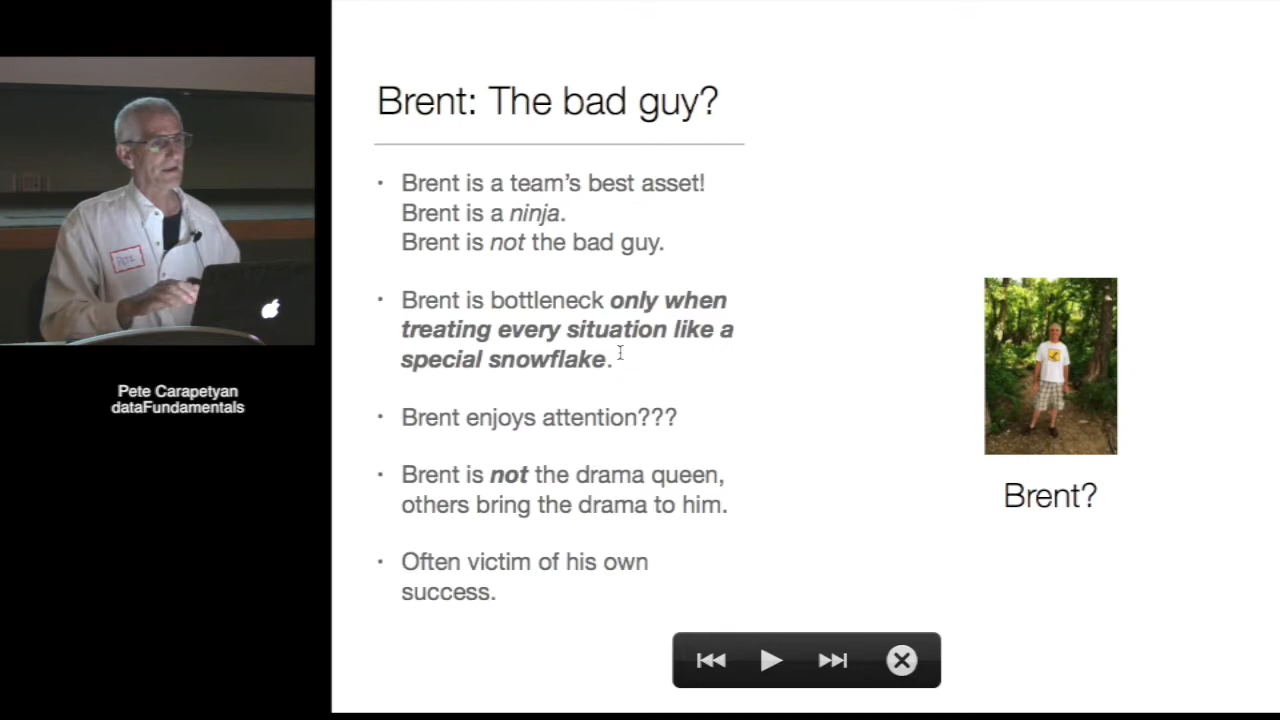 Brent: The bad guy?
• Brent is a team's best asset!
Brent is a ninja.
Brent is not the bad guy.
• Brent is bottleneck only when
treating every situation like a
special snowflake.
• Brent enjoys attention???
• Brent is not the drama queen,
others bring the drama to him.
• Often victim of his own
success.
Brent?
Pete
Pete Carapetyan
dataFundamentals